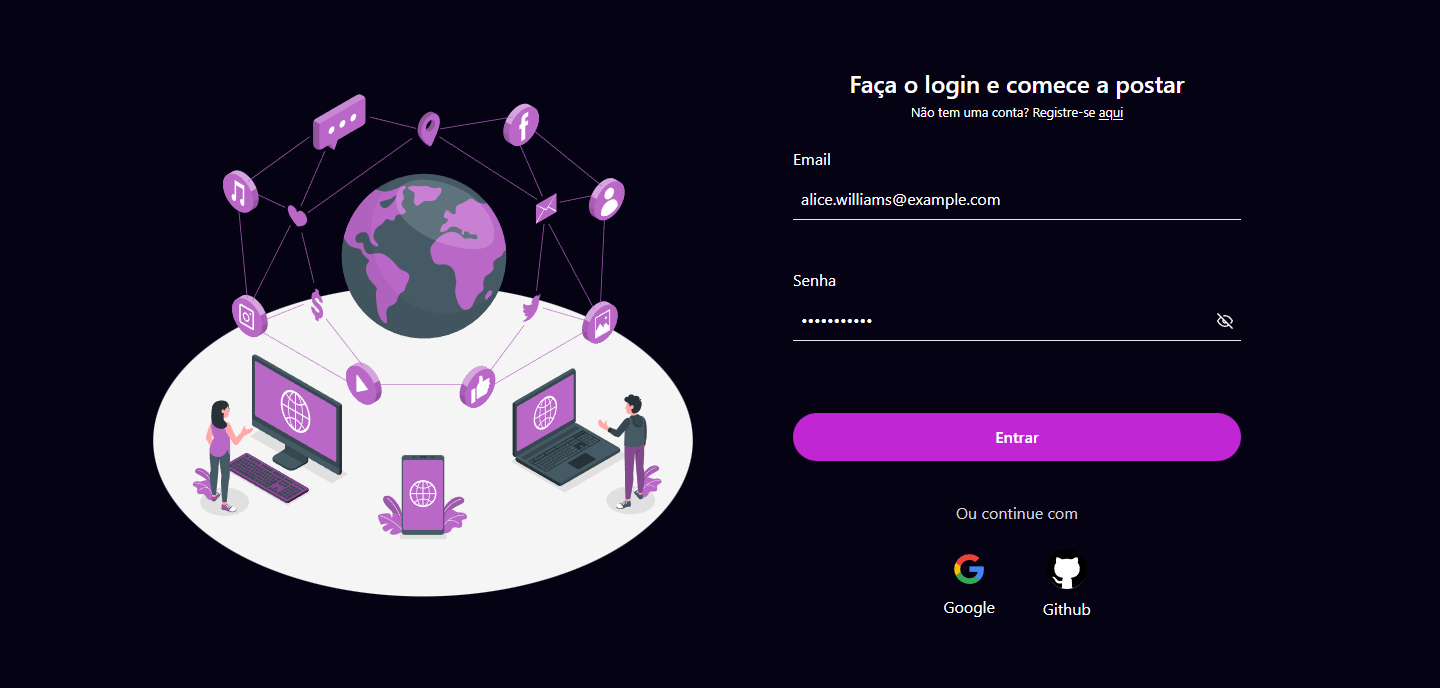 Faça o login e comece a postar
Não tem uma conta? Registre-se aqui
Email
alice.williams@example.com
Senha
•••••••••••
Entrar
Ou continue com
Google
Github